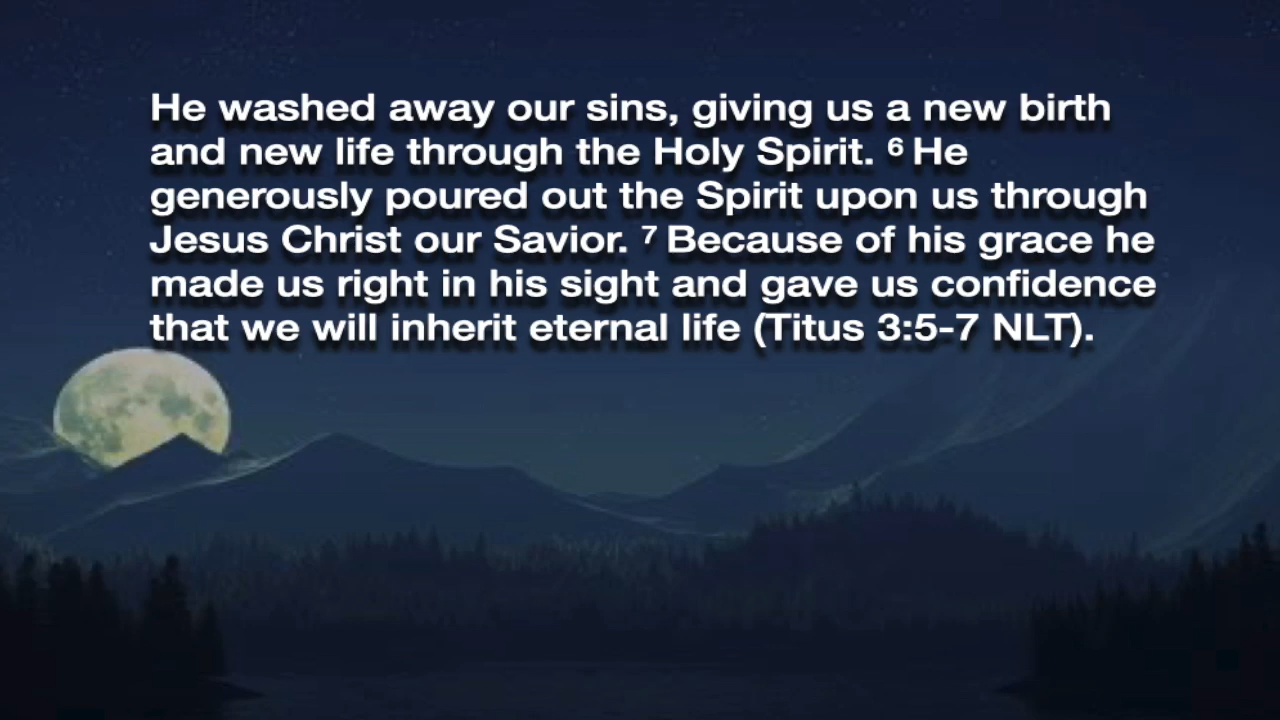 He washed away our sins, giving us a new birth
and new life through the Holy Spirit. 6 He
generously poured out the Spirit upon us through
Jesus Christ our Savior. 7 Because of his grace he
made us right in his sight and gave us confidence
that we will inherit eternal life (Titus 3:5-7 NLT).